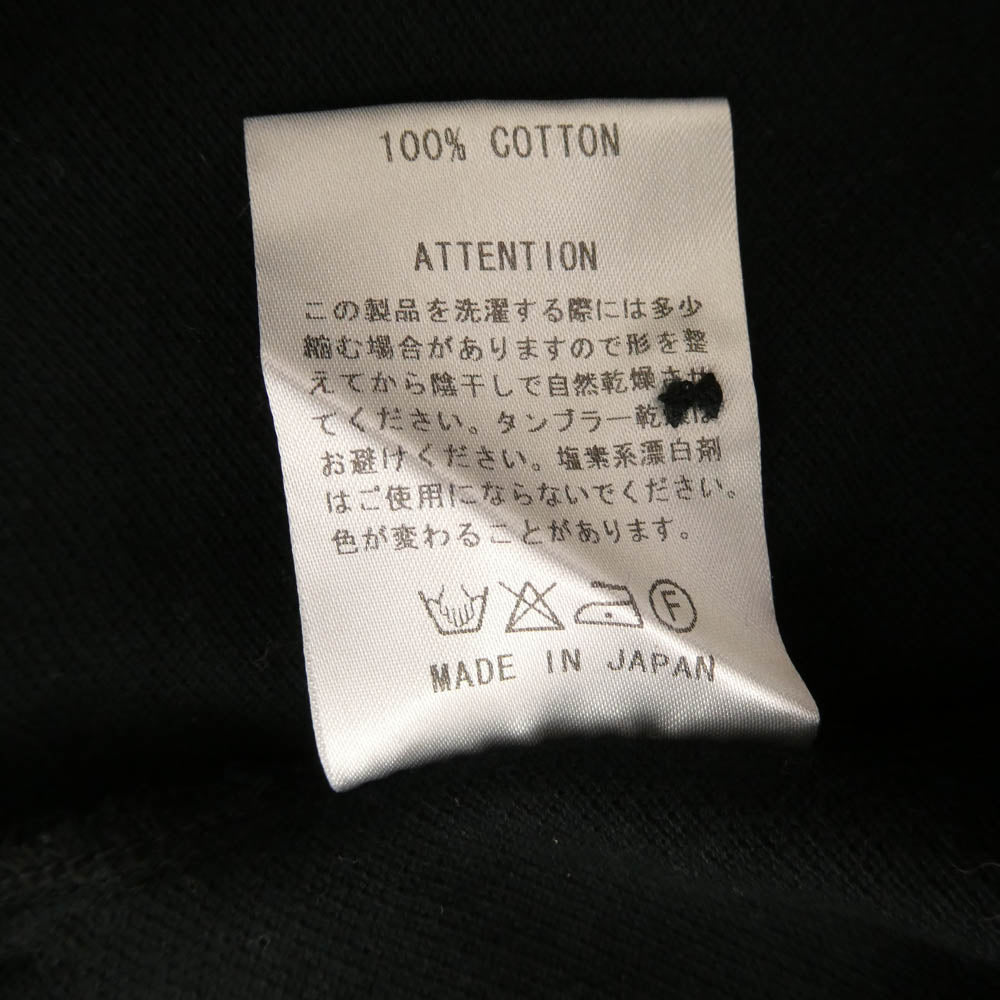 100% COTTON
ATTENTION
この製品を洗濯する際には多少
縮む場合がありますので形を整
えてから陰干しで自然乾燥させ
てください。タンブラー乾燥は
お避けください。塩素系漂白剤
はご使用にならないでください。
色が変わることがあります。
F
MADE IN JAPAN